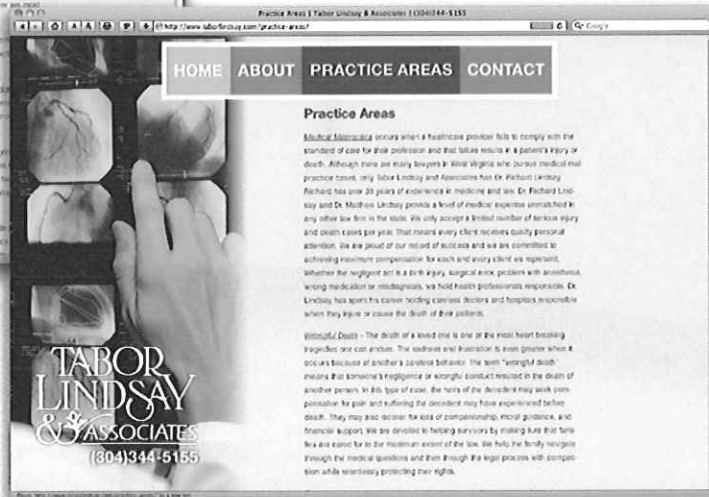 Practice Areas | Tabor Lindsay & Associates | (304)344-5155
http://www.taborlindsay.com/practice-areas/
Google
HOME ABOUT PRACTICE AREAS CONTACT
Practice Areas
Medical Malpractice occurs when a healthcare provider fails to comply with the
standard of care for their profession and that failure results in a patient's injury or
death. Although there are many lawyers in West Virginia who pursue medical mal-
practice cases, only Tabor Lindsay and Associates has Dr. Richard Lindsay.
Richard has over 35 years of experience in medicine and law. Dr. Richard Lind-
say and Dr. Mathew Lindsay provide a level of medical expertise unmatched in
any other law firm in the state. We only accept a limited number of serious injury
and death cases per year. That means every client receives quality personal
attention. We are proud of our record of success and we are committed to
achieving maximum compensation for each and every client we represent.
Whether the negligent act is a birth injury, surgical error, problem with anesthesia,
wrong medication or misdiagnosis, we hold health professionals responsible. Dr.
Lindsay has spent his career holding careless doctors and hospitals responsible
when they injure or cause the death of their patients.
Wrongful Death - The death of a loved one is one of the most heart breaking
tragedies one can endure. The sadness and frustration is even greater when it
occurs because of another's careless behavior. The term "wrongful death"
means that someone's negligence or wrongful conduct resulted in the death of
another person. In this type of case, the heirs of the decedent may seek com-
pensation for pain and suffering the decedent may have experienced before
death. They may also recover for loss of companionship, moral guidance, and
financial support. We are devoted to helping survivors by making sure that fami-
lies are cared for to the maximum extent of the law. We help the family navigate
through the medical questions and then through the legal process with compas-
sion while relentlessly protecting their rights.
TABOR
LINDSAY
& ASSOCIATES
(304)344-5155